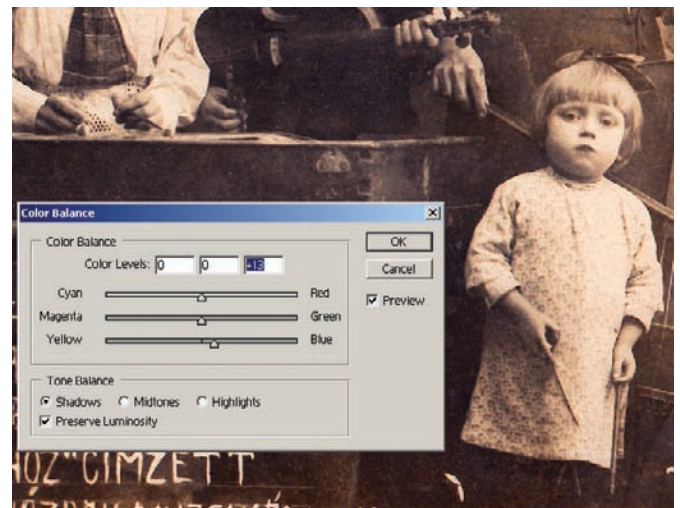 Color Balance
Color Balance
Color Levels: 0 0 +13
Cyan Red
Magenta Green
Yellow Blue
OK
Cancel
Preview
Tone Balance
Shadows Midtones Highlights
Preserve Luminosity
HOZ"CIMZETT